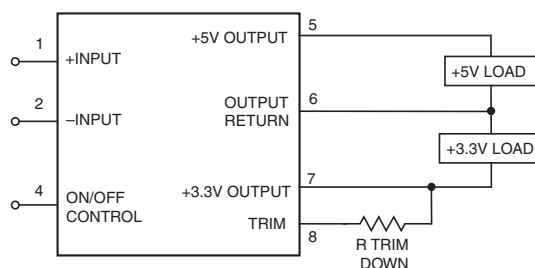 1
+INPUT
2
–INPUT
4
ON/OFF
CONTROL
+5V OUTPUT
5
OUTPUT
RETURN
6
+3.3V OUTPUT
7
TRIM
8
+5V LOAD
+3.3V LOAD
R TRIM
DOWN